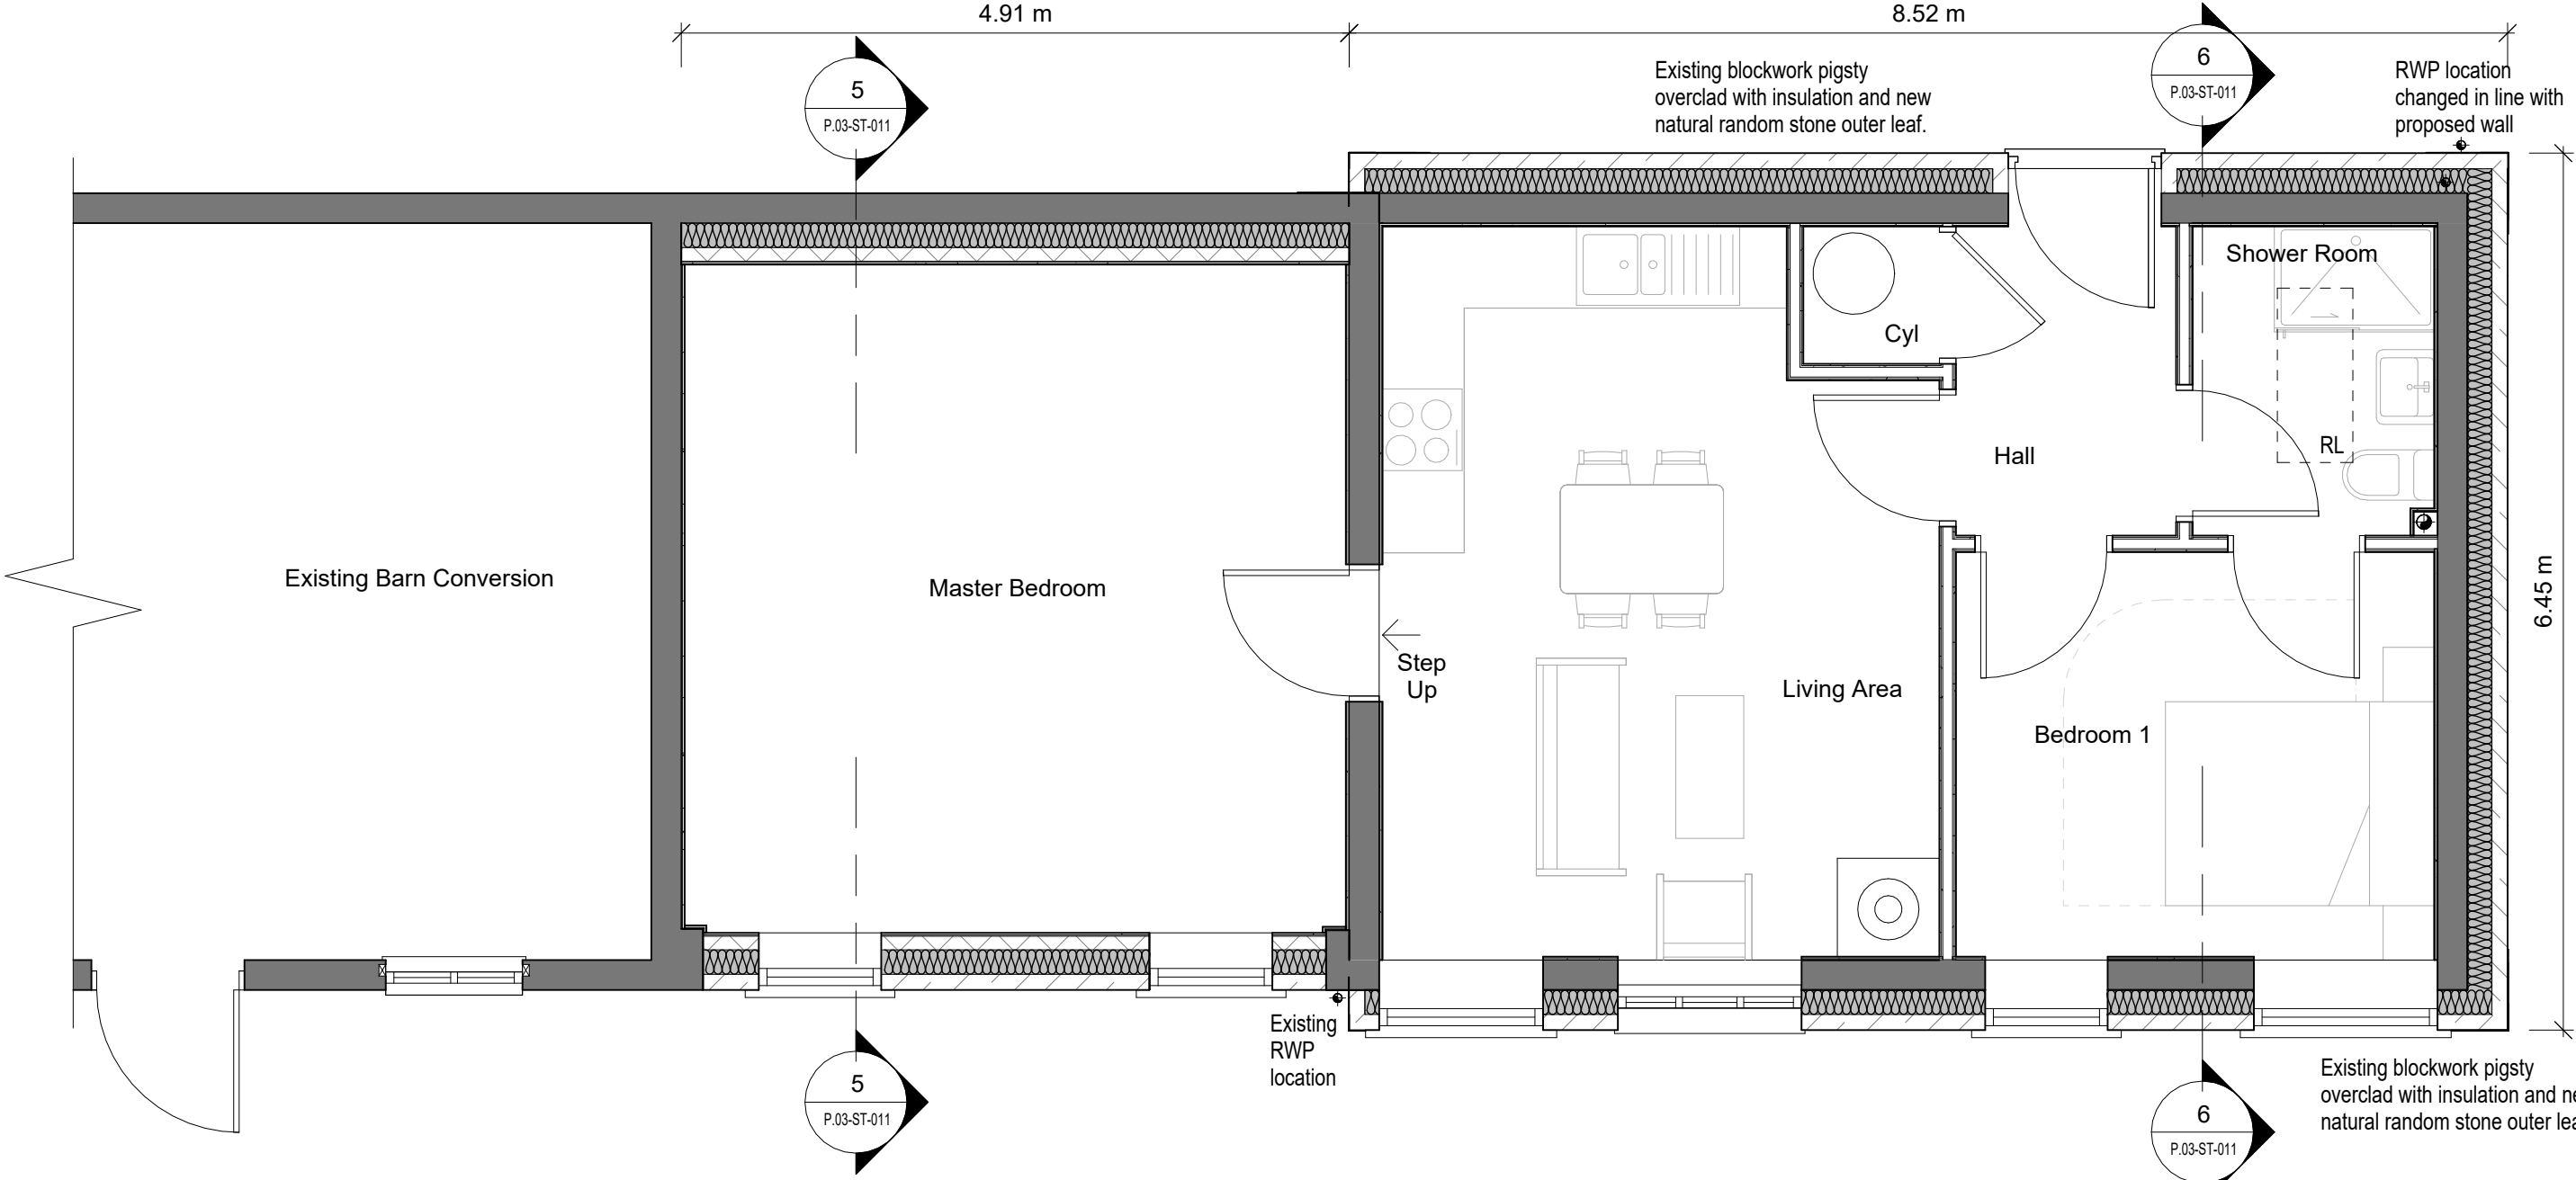 4.91 m
8.52 m
5
P.03-ST-011
Existing blockwork pigsty
overclad with insulation and new
natural random stone outer leaf.
6
P.03-ST-011
RWP location
changed in line with
proposed wall
Shower Room
Cyl
RL
Hall
Existing Barn Conversion
Master Bedroom
6.45 m
Step
Up
Living Area
Bedroom 1
Existing
RWP
location
5
P.03-ST-011
6
P.03-ST-011
Existing blockwork pigsty
overclad with insulation and ne
natural random stone outer lea